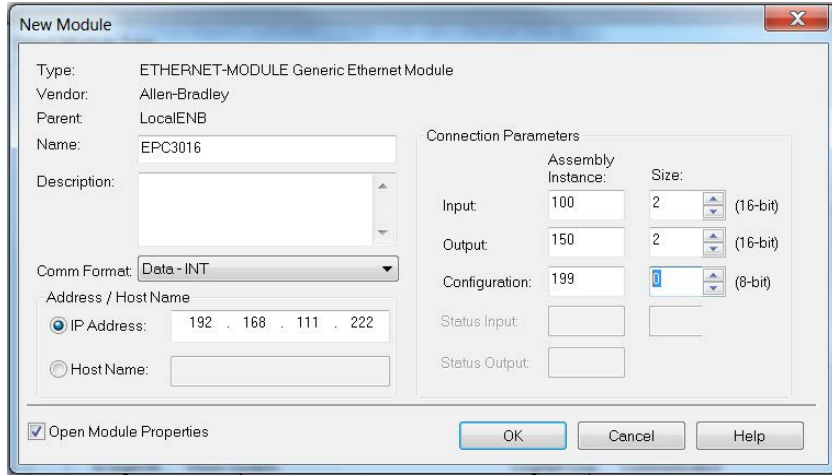 New Module
Type: ETHERNET-MODULE Generic Ethernet Module
Vendor: Allen-Bradley
Parent: LocalENB
Name: EPC3016
Description:
Comm Format: Data - INT
Address / Host Name
IP Address: 192 . 168 . 111 . 222
Host Name:
Connection Parameters
Assembly Instance: Size:
Input: 100 2 (16-bit)
Output: 150 2 (16-bit)
Configuration: 199 0 (8-bit)
Status Input:
Status Output:
Open Module Properties
OK Cancel Help